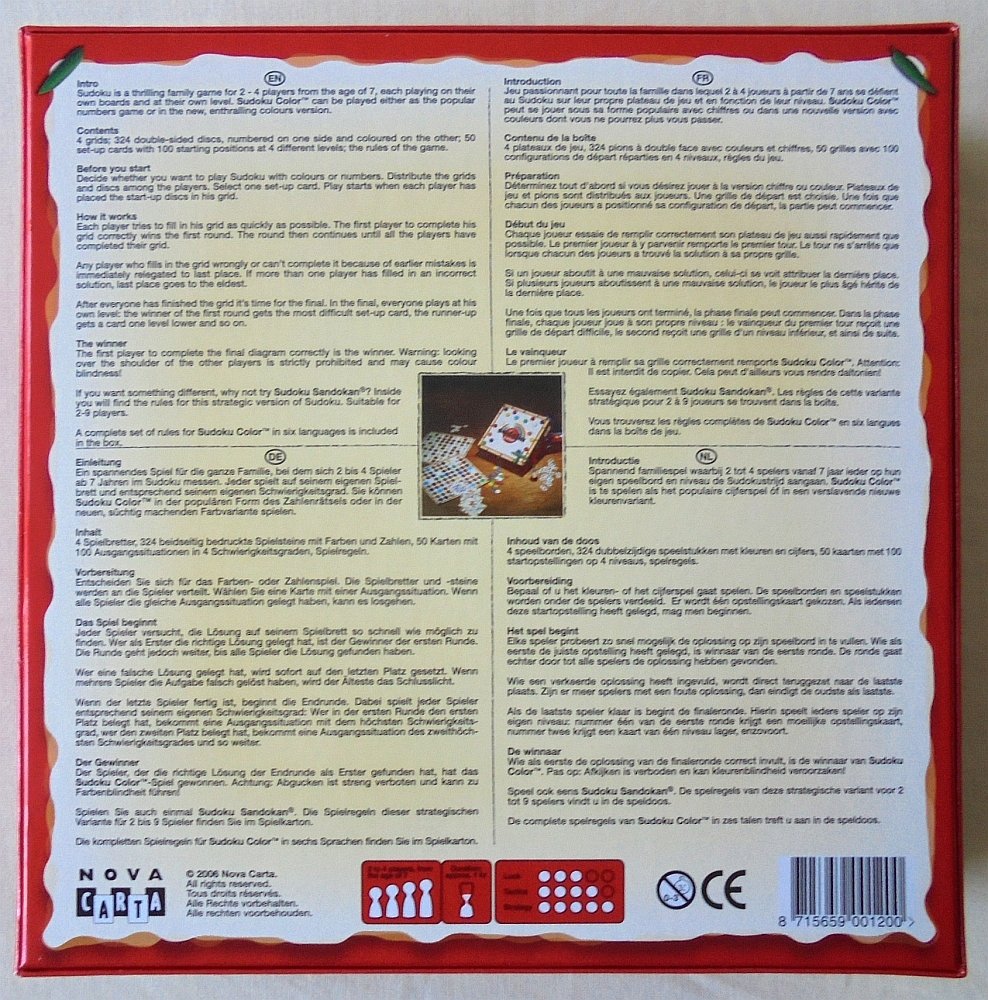 EN
Intro
Sudoku is a thrilling family game for 2 - 4 players from the age of 7, each playing on their
own boards and at their own level. Sudoku Color™ can be played either as the popular
numbers game or in the new, enthralling colours version.
Contents
4 grids; 324 double-sided discs, numbered on one side and coloured on the other; 50
set-up cards with 100 starting positions at 4 different levels; the rules of the game.
Before you start
Decide whether you want to play Sudoku with colours or numbers. Distribute the grids
and discs among the players. Select one set-up card. Play starts when each player has
placed the start-up discs in his grid.
How it works
Each player tries to fill in his grid as quickly as possible. The first player to complete his
grid correctly wins the first round. The round then continues until all the players have
completed their grid.
Any player who fills in the grid wrongly or can't complete it because of earlier mistakes is
immediately relegated to last place. If more than one player has filled in an incorrect
solution, last place goes to the eldest.
After everyone has finished the grid it's time for the final. In the final, everyone plays at his
own level: the winner of the first round gets the most difficult set-up card, the runner-up
gets a card one level lower and so on.
The winner
The first player to complete the final diagram correctly is the winner. Warning: looking
over the shoulder of the other players is strictly prohibited and may cause colour
blindness!
If you want something different, why not try Sudoku Sandokan®? Inside
you will find the rules for this strategic version of Sudoku. Suitable for
2-9 players.
A complete set of rules for Sudoku Color™ in six languages is included
in the box.
FR
Introduction
Jeu passionnant pour toute la famille dans lequel 2 à 4 joueurs à partir de 7 ans se défient
au Sudoku sur leur propre plateau de jeu et en fonction de leur niveau. Sudoku Color™
peut se jouer sous sa forme populaire avec chiffres ou dans une nouvelle version avec
couleurs dont vous ne pourrez plus vous passer.
Contenu de la boîte
4 plateaux de jeu, 324 pions à double face avec couleurs et chiffres, 50 grilles avec 100
configurations de départ réparties en 4 niveaux, règles du jeu.
Préparation
Déterminez tout d'abord si vous désirez jouer à la version chiffre ou couleur. Plateaux de
jeu et pions sont distribués aux joueurs. Une grille de départ est choisie. Une fois que
chacun des joueurs a positionné sa configuration de départ, la partie peut commencer.
Début du jeu
Chaque joueur essaie de remplir correctement son plateau de jeu aussi rapidement que
possible. Le premier joueur à y parvenir remporte le premier tour. Le tour ne s'arrête que
lorsque chacun des joueurs a trouvé la solution à sa propre grille.
Si un joueur aboutit à une mauvaise solution, celui-ci se voit attribuer la dernière place.
Si plusieurs joueurs aboutissent à une mauvaise solution, le joueur le plus âgé hérite de
la dernière place.
Une fois que tous les joueurs ont terminé, la phase finale peut commencer. Dans la phase
finale, chaque joueur joue à son propre niveau : le vainqueur du premier tour reçoit une
grille de départ difficile, le second reçoit une grille d'un niveau inférieur, et ainsi de suite.
Le vainqueur
Le premier joueur à remplir sa grille correctement remporte Sudoku Color™. Attention:
Il est interdit de copier. Cela peut d'ailleurs vous rendre daltonien!
Essayez également Sudoku Sandokan®. Les règles de cette variante
stratégique pour 2 à 9 joueurs se trouvent dans la boîte.
Vous trouverez les règles complètes de Sudoku Color™ en six langues
dans la boîte de jeu.
DE
Einleitung
Ein spannendes Spiel für die ganze Familie, bei dem sich 2 bis 4 Spieler
ab 7 Jahren im Sudoku messen. Jeder spielt auf seinem eigenen Spiel-
brett und entsprechend seinem eigenen Schwierigkeitsgrad. Sie können
Sudoku Color™ in der populären Form des Zahlenrätsels oder in der
neuen, süchtig machenden Farbvariante spielen.
Inhalt
4 Spielbretter, 324 beidseitig bedruckte Spielsteine mit Farben und Zahlen, 50 Karten mit
100 Ausgangssituationen in 4 Schwierigkeitsgraden, Spielregeln.
Vorbereitung
Entscheiden Sie sich für das Farben- oder Zahlenspiel. Die Spielbretter und -steine
werden an die Spieler verteilt. Wählen Sie eine Karte mit einer Ausgangssituation. Wenn
alle Spieler die gleiche Ausgangssituation gelegt haben, kann es losgehen.
Das Spiel beginnt
Jeder Spieler versucht, die Lösung auf seinem Spielbrett so schnell wie möglich zu
finden. Wer als Erster die richtige Lösung gelegt hat, ist der Gewinner der ersten Runde.
Die Runde geht jedoch weiter, bis alle Spieler die Lösung gefunden haben.
Wer eine falsche Lösung gelegt hat, wird sofort auf den letzten Platz gesetzt. Wenn
mehrere Spieler die Aufgabe falsch gelöst haben, wird der Älteste das Schlusslicht.
Wenn der letzte Spieler fertig ist, beginnt die Endrunde. Dabei spielt jeder Spieler
entsprechend seinem eigenen Schwierigkeitsgrad: Wer in der ersten Runde den ersten
Platz belegt hat, bekommt eine Ausgangssituation mit dem höchsten Schwierigkeits-
grad, wer den zweiten Platz belegt hat, bekommt eine Ausgangssituation des zweithöch-
sten Schwierigkeitsgrades und so weiter.
Der Gewinner
Der Spieler, der die richtige Lösung der Endrunde als Erster gefunden hat, hat das
Sudoku Color™-Spiel gewonnen. Achtung: Abgucken ist streng verboten und kann zu
Farbenblindheit führen!
Spielen Sie auch einmal Sudoku Sandokan®. Die Spielregeln dieser strategischen
Variante für 2 bis 9 Spieler finden Sie im Spielkarton.
Die kompletten Spielregeln für Sudoku Color™ in sechs Sprachen finden Sie im Spielkarton.
NL
Introductie
Spannend familiespel waarbij 2 tot 4 spelers vanaf 7 jaar ieder op hun
eigen speelbord en niveau de Sudokustrijd aangaan. Sudoku Color™
is te spelen als het populaire cijferspel óf in een verslavende nieuwe
kleurenvariant.
Inhoud van de doos
4 speelborden, 324 dubbelzijdige speelstukken met kleuren en cijfers, 50 kaarten met 100
startopstellingen op 4 niveaus, spelregels.
Voorbereiding
Bepaal of u het kleuren- of het cijferspel gaat spelen. De speelborden en speelstukken
worden onder de spelers verdeeld. Er wordt één opstellingskaart gekozen. Als iedereen
deze startopstelling heeft gelegd, mag men beginnen.
Het spel begint
Elke speler probeert zo snel mogelijk de oplossing op zijn speelbord in te vullen. Wie als
eerste de juiste opstelling heeft gelegd, is winnaar van de eerste ronde. De ronde gaat
echter door tot alle spelers de oplossing hebben gevonden.
Wie een verkeerde oplossing heeft ingevuld, wordt direct teruggezet naar de laatste
plaats. Zijn er meer spelers met een foute oplossing, dan eindigt de oudste als laatste.
Als de laatste speler klaar is begint de finaleronde. Hierin speelt iedere speler op zijn
eigen niveau: nummer één van de eerste ronde krijgt een moeilijke opstellingskaart,
nummer twee krijgt een kaart van één niveau lager, enzovoort.
De winnaar
Wie als eerste de oplossing van de finaleronde correct invult, is de winnaar van Sudoku
Color™. Pas op: Afkijken is verboden en kan kleurenblindheid veroorzaken!
Speel ook eens Sudoku Sandokan®. De spelregels van deze strategische variant voor 2
tot 9 spelers vindt u in de speldoos.
De complete spelregels van Sudoku Color™ in zes talen treft u aan in de speldoos.
NOVA
CARTA
© 2006 Nova Carta.
All rights reserved.
Tous droits réservés.
Alle Rechte vorbehalten.
Alle rechten voorbehouden.
2 to 4 players, from
the age of 7
Duration:
Luck
Tactics
Strategy
0-3
CE
8 715659 001200 >